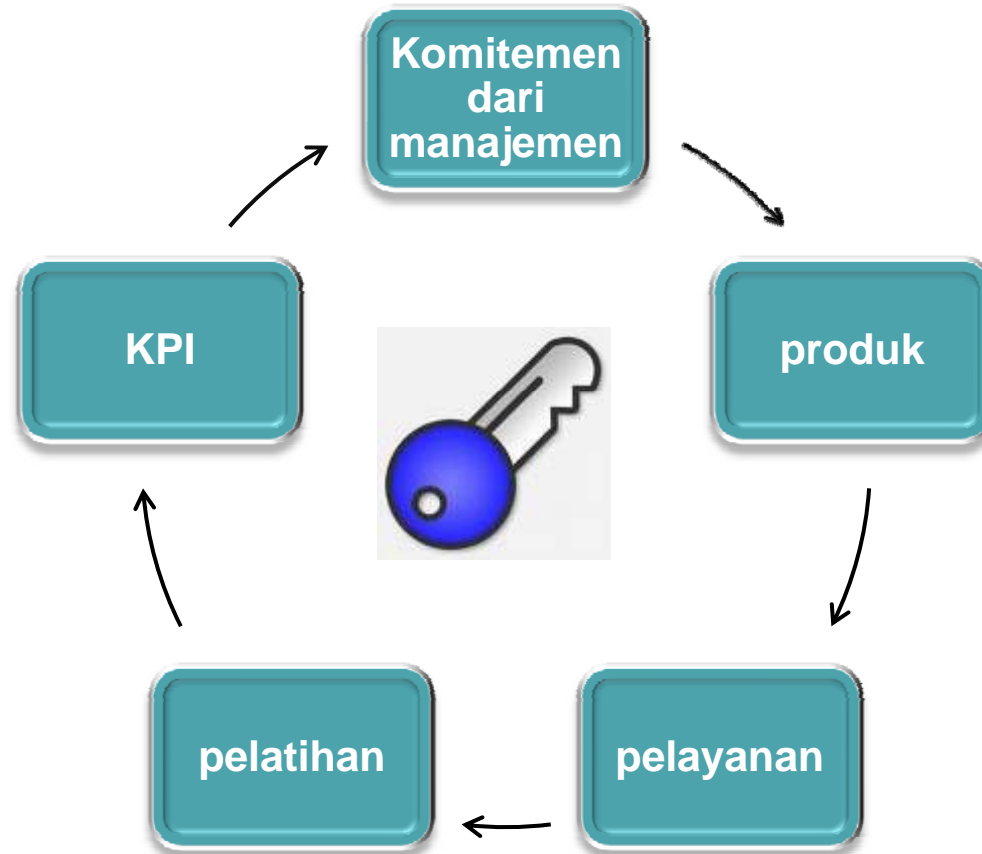 Komitemen
dari
manajemen
KPI
produk
pelatihan
pelayanan